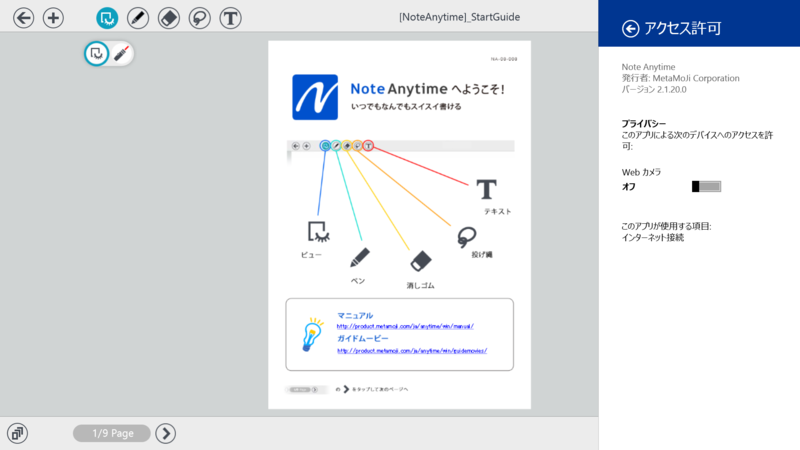 [NoteAnytime]_StartGuide
NA-09-009
Note Anytime へようこそ!
いつでもなんでもスイスイ書ける
テキスト
投げ縄
ビュー
ペン
消しゴム
マニュアル
http://product.metamoji.com/ja/anytime/win/manual/
ガイドムービー
http://product.metamoji.com/ja/anytime/win/guidemovies/
の をタップして次のページへ
1/9 Page
アクセス許可
Note Anytime
発行者: MetaMoJi Corporation
バージョン 2.1.20.0
プライバシー
このアプリによる次のデバイスへのアクセスを許
可:
Web カメラ
オフ
このアプリが使用する項目:
インターネット接続